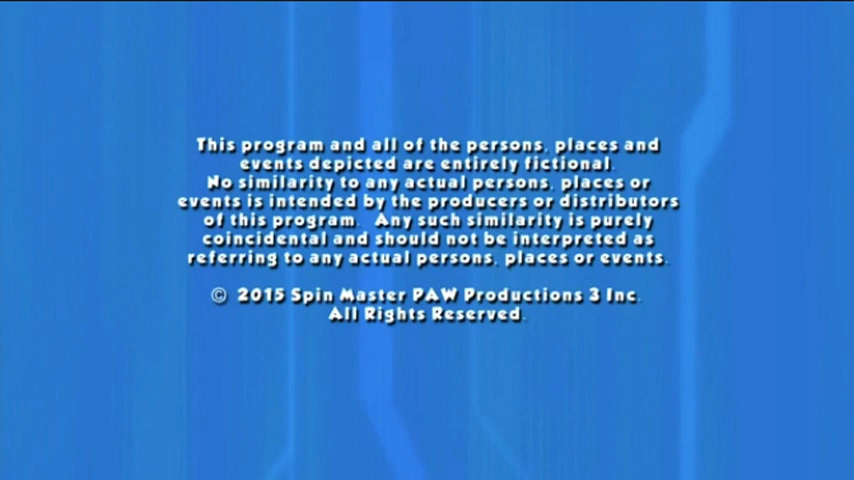 This program and all of the persons, places and
events depicted are entirely fictional.
No similarity to any actual persons, places or
events is intended by the producers or distributors
of this program. Any such similarity is purely
coincidental and should not be interpreted as
referring to any actual persons, places or events.
© 2015 Spin Master PAW Productions 3 Inc.
All Rights Reserved.